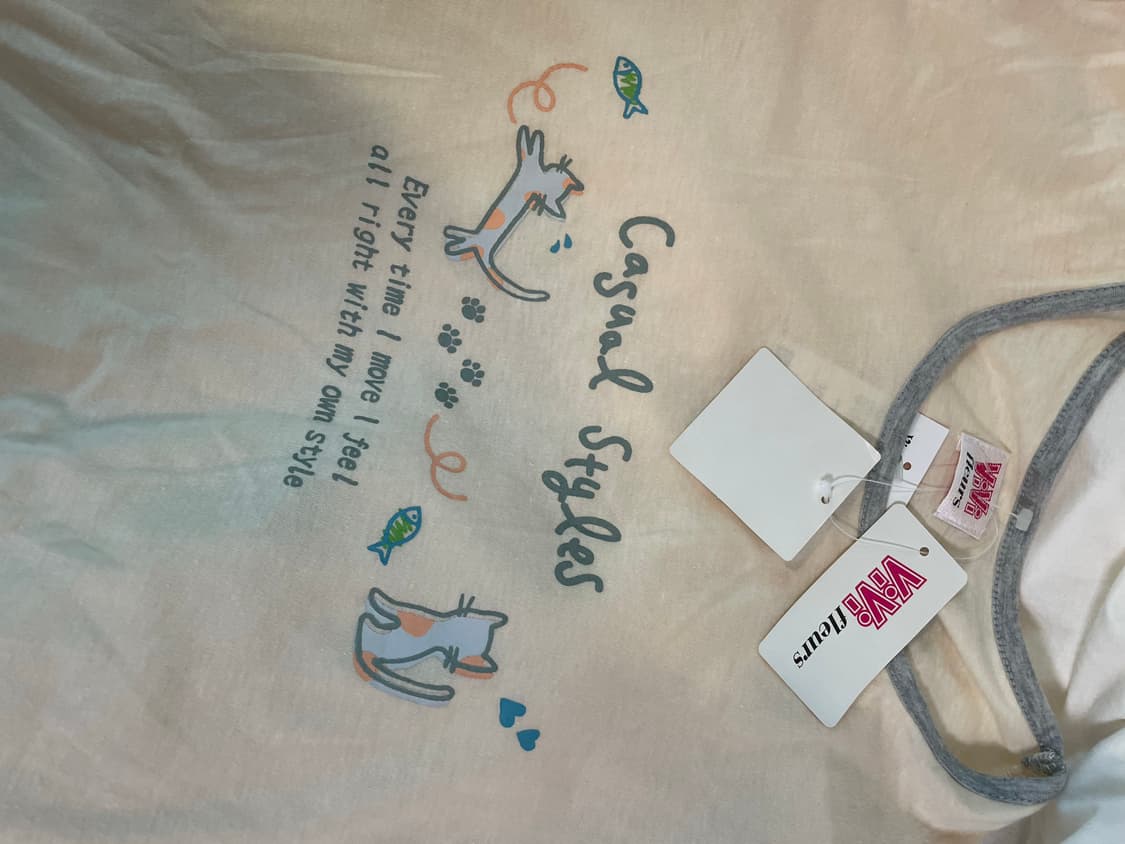 Casual Styles
Every time I move I feel
all right with my own style
ViVi
fleurs
ViVi
fleurs